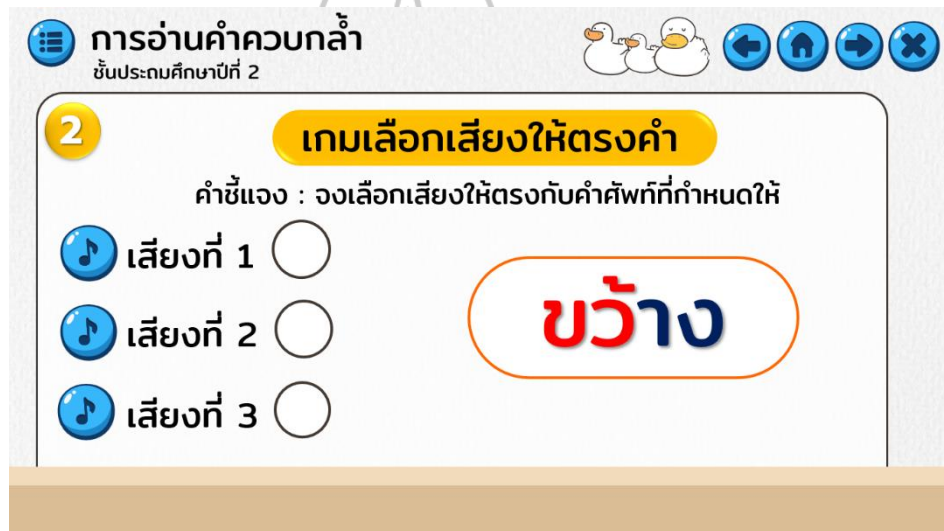 การอ่านคำควบกล้ำ
ชั้นประถมศึกษาปีที่ 2
2
เกมเลือกเสียงให้ตรงคำ
คำชี้แจง : จงเลือกเสียงให้ตรงกับคำศัพท์ที่กำหนดให้
เสียงที่ 1
เสียงที่ 2
เสียงที่ 3
ขว้าง